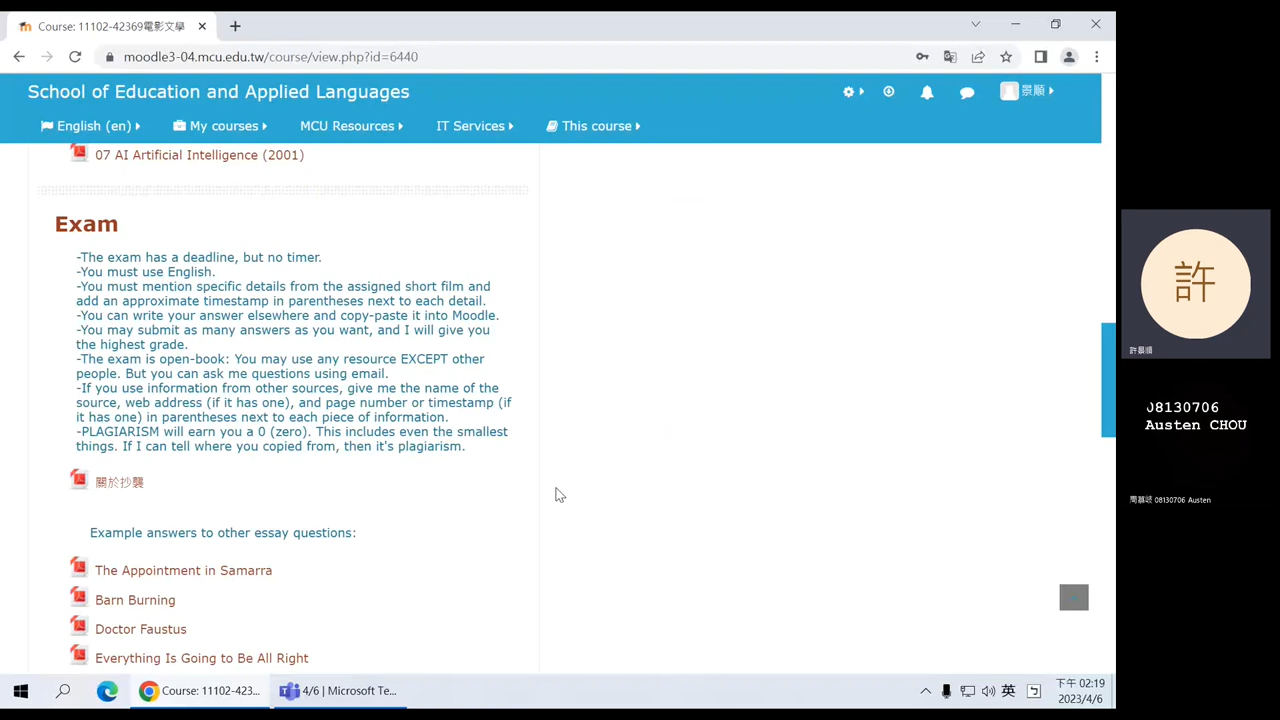 Course: 11102-42369電影文學
moodle3-04.mcu.edu.tw/course/view.php?id=6440
School of Education and Applied Languages
景順
English (en)
My courses
MCU Resources
IT Services
This course
07 AI Artificial Intelligence (2001)
Exam
-The exam has a deadline, but no timer.
-You must use English.
-You must mention specific details from the assigned short film and
add an approximate timestamp in parentheses next to each detail.
-You can write your answer elsewhere and copy-paste it into Moodle.
-You may submit as many answers as you want, and I will give you
the highest grade.
-The exam is open-book: You may use any resource EXCEPT other
people. But you can ask me questions using email.
-If you use information from other sources, give me the name of the
source, web address (if it has one), and page number or timestamp (if
it has one) in parentheses next to each piece of information.
-PLAGIARISM will earn you a 0 (zero). This includes even the smallest
things. If I can tell where you copied from, then it's plagiarism.
關於抄襲
Example answers to other essay questions:
The Appointment in Samarra
Barn Burning
Doctor Faustus
Everything Is Going to Be All Right
許
許景順
08130706
Austen CHOU
08130706 Austen
Course: 11102-423...
4/6 | Microsoft Te...
英
下午 02:19
2023/4/6